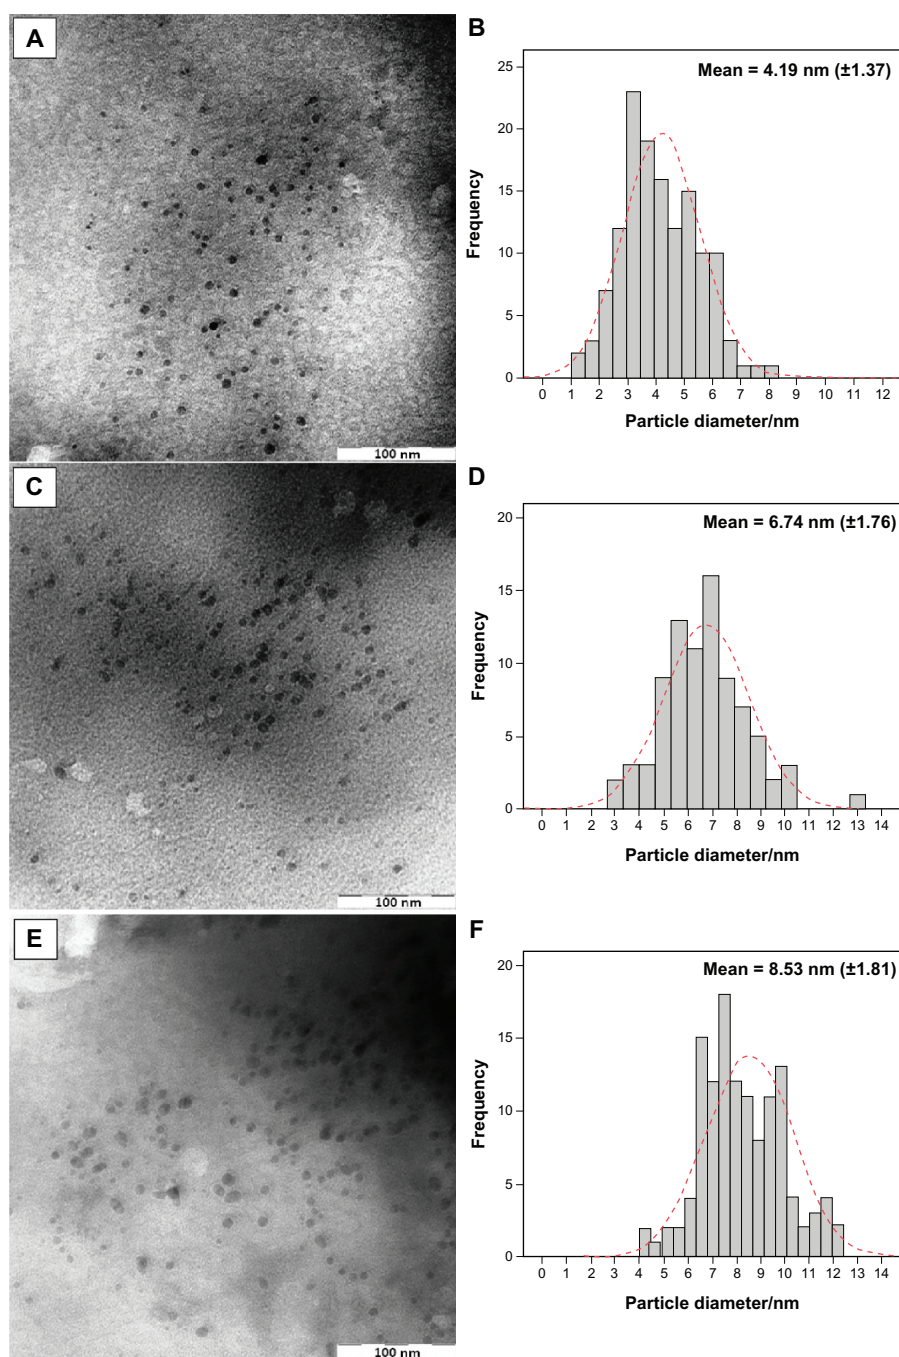 A
100 nm
B
Mean = 4.19 nm (±1.37)
Frequency
25
20
15
10
5
0
0 1 2 3 4 5 6 7 8 9 10 11 12
Particle diameter/nm
C
100 nm
D
Mean = 6.74 nm (±1.76)
Frequency
20
15
10
5
0
0 1 2 3 4 5 6 7 8 9 10 11 12 13 14
Particle diameter/nm
E
100 nm
F
Mean = 8.53 nm (±1.81)
Frequency
20
15
10
5
0
0 1 2 3 4 5 6 7 8 9 10 11 12 13 14
Particle diameter/nm